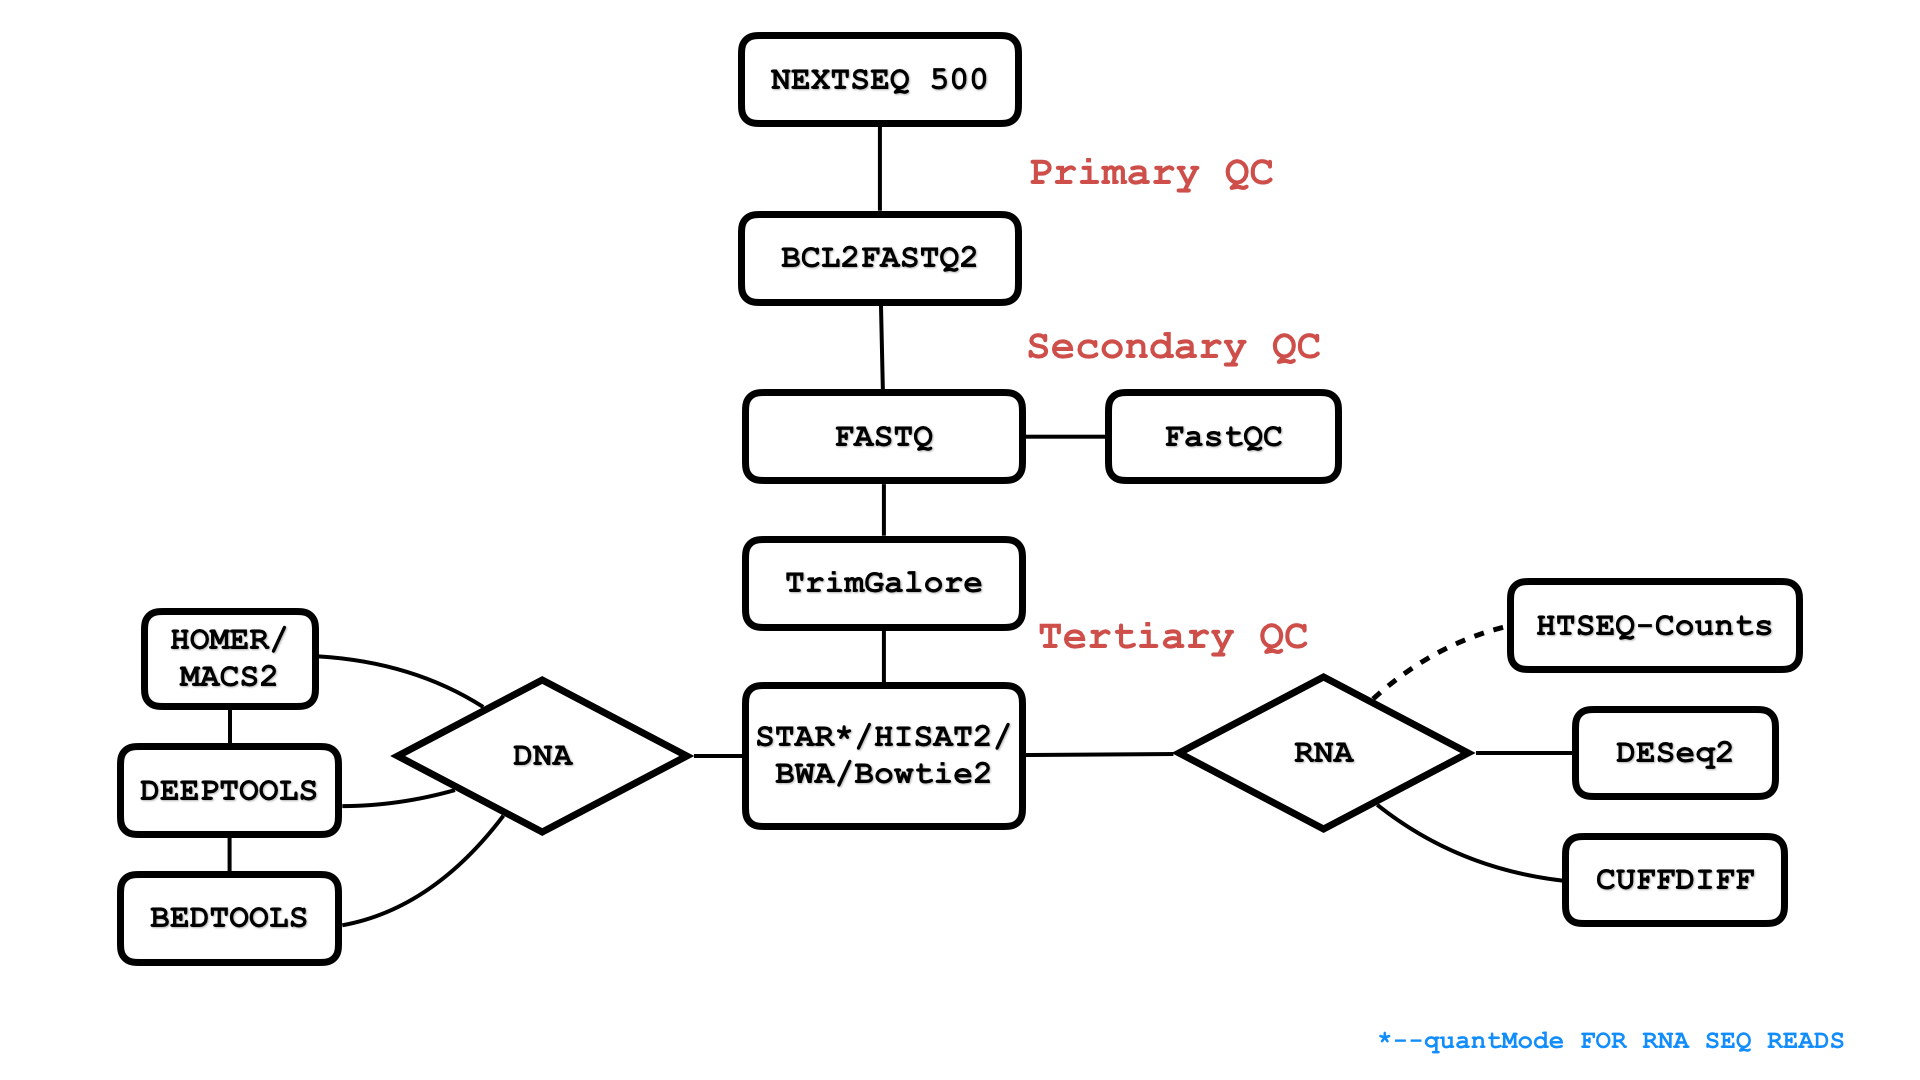 NEXTSEQ 500
Primary QC
BCL2FASTQ2
Secondary QC
FASTQ
FastQC
TrimGalore
Tertiary QC
HOMER/
MACS2
DEEPTOOLS
BEDTOOLS
DNA
STAR*/HISAT2/
BWA/Bowtie2
RNA
HTSEQ-Counts
DESeq2
CUFFDIFF
*--quantMode FOR RNA SEQ READS